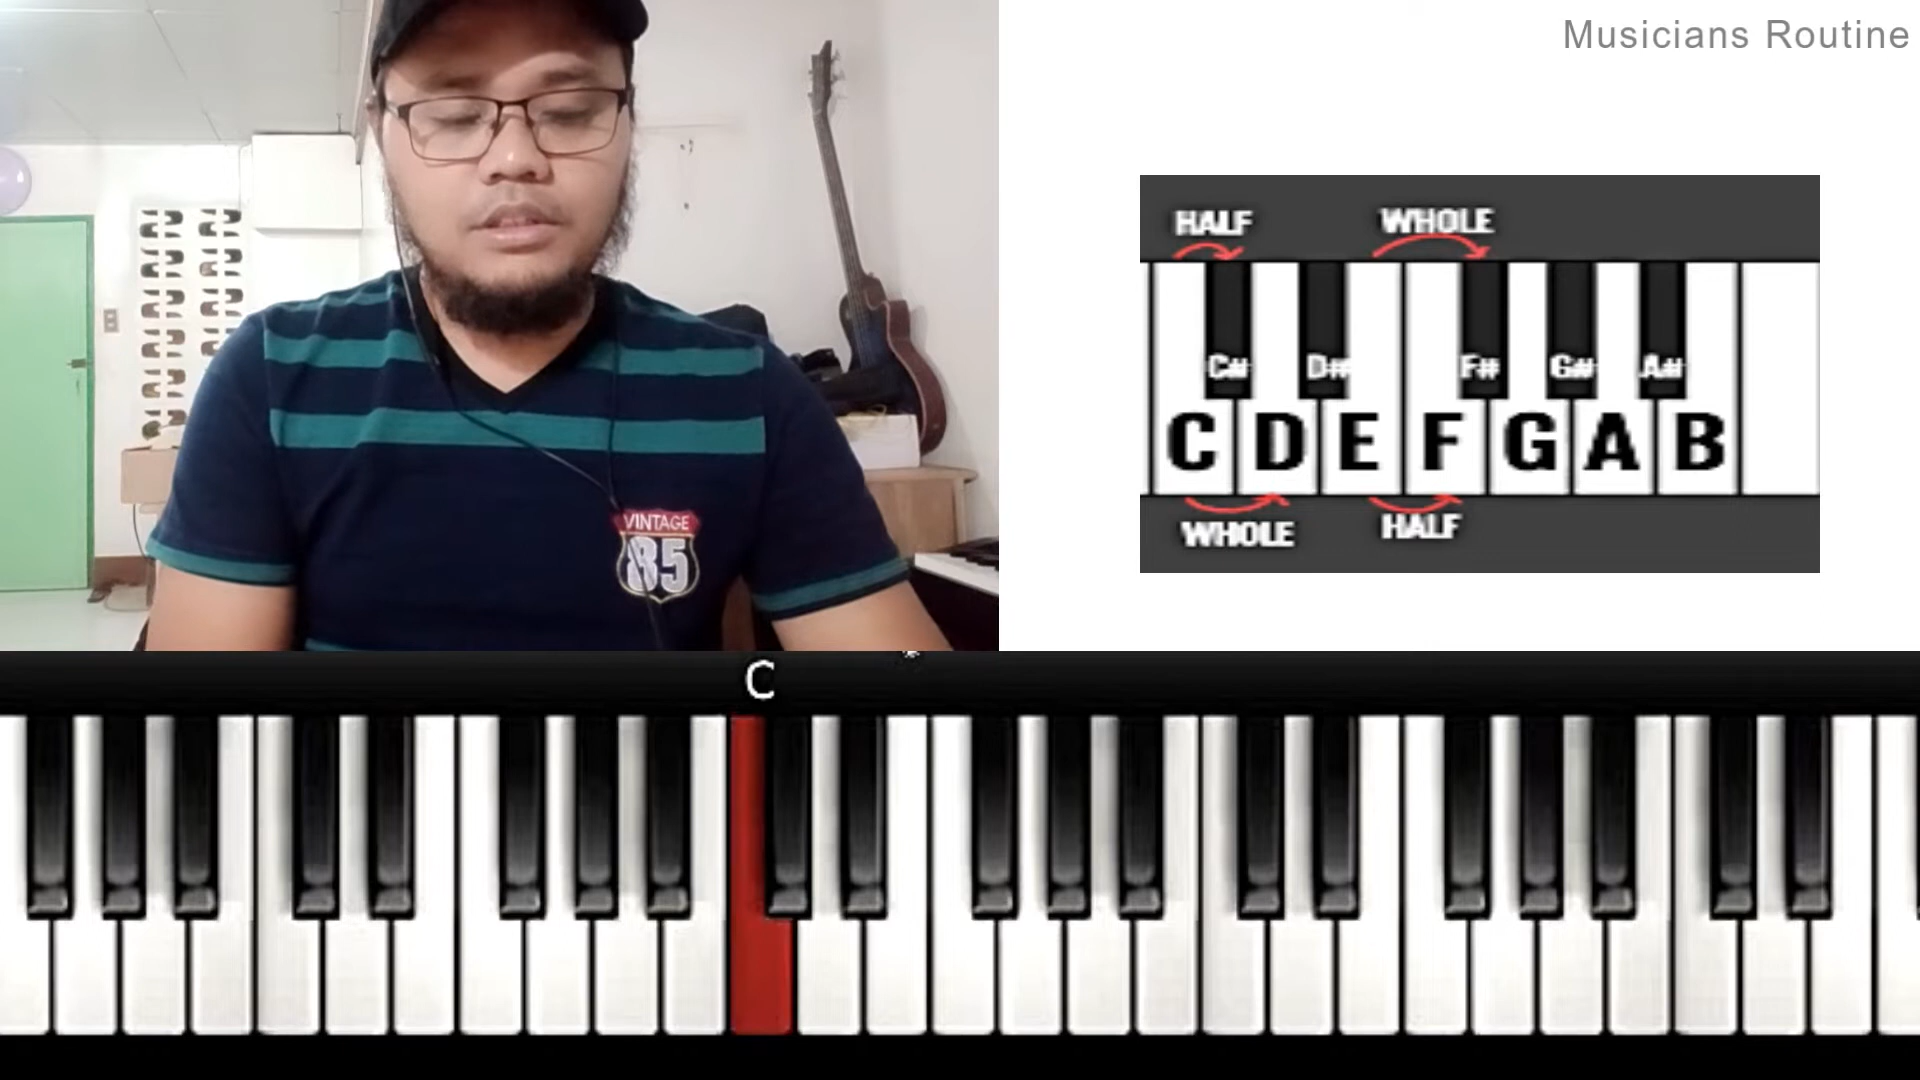 Musicians Routine
HALF WHOLE
C# D# F# G# A#
C D E F G A B
WHOLE HALF
VINTAGE
85
C